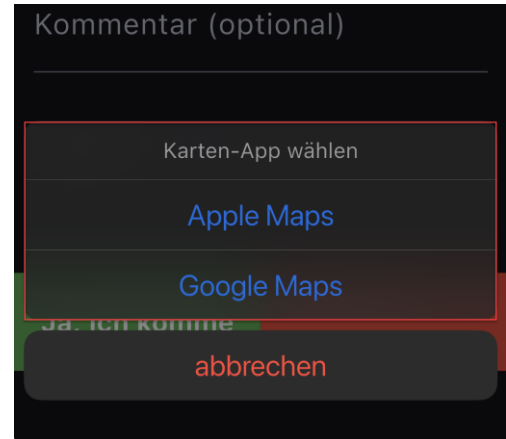 Kommentar (optional)
Karten-App wählen
Apple Maps
Google Maps
Ja, ich komme
abbrechen